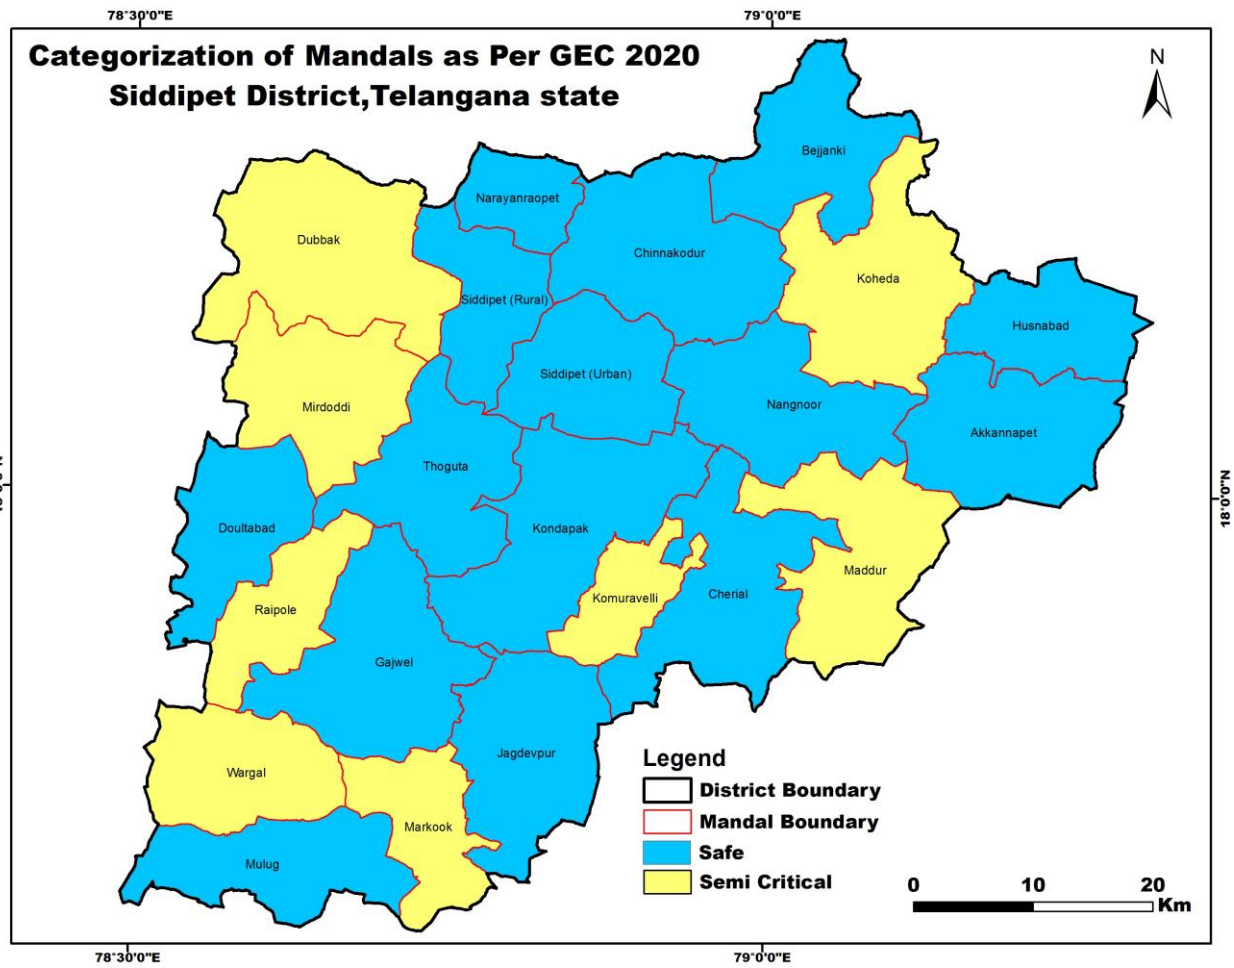 78°30'0"E
79°0'0"E
Categorization of Mandals as Per GEC 2020
Siddipet District,Telangana state
N
Bejjanki
Narayanraopet
Dubbak
Chinnakodur
Koheda
Siddipet (Rural)
Husnabad
Siddipet (Urban)
Mirdoddi
Nangnoor
Akkannapet
Thoguta
18°0'0"N
Doultabad
Kondapak
Maddur
Raipole
Komuravelli
Cherial
Gajwel
Jagdevpur
Wargal
Markook
Mulug
Legend
District Boundary
Mandal Boundary
Safe
Semi Critical
0 10 20
Km
78°30'0"E
79°0'0"E